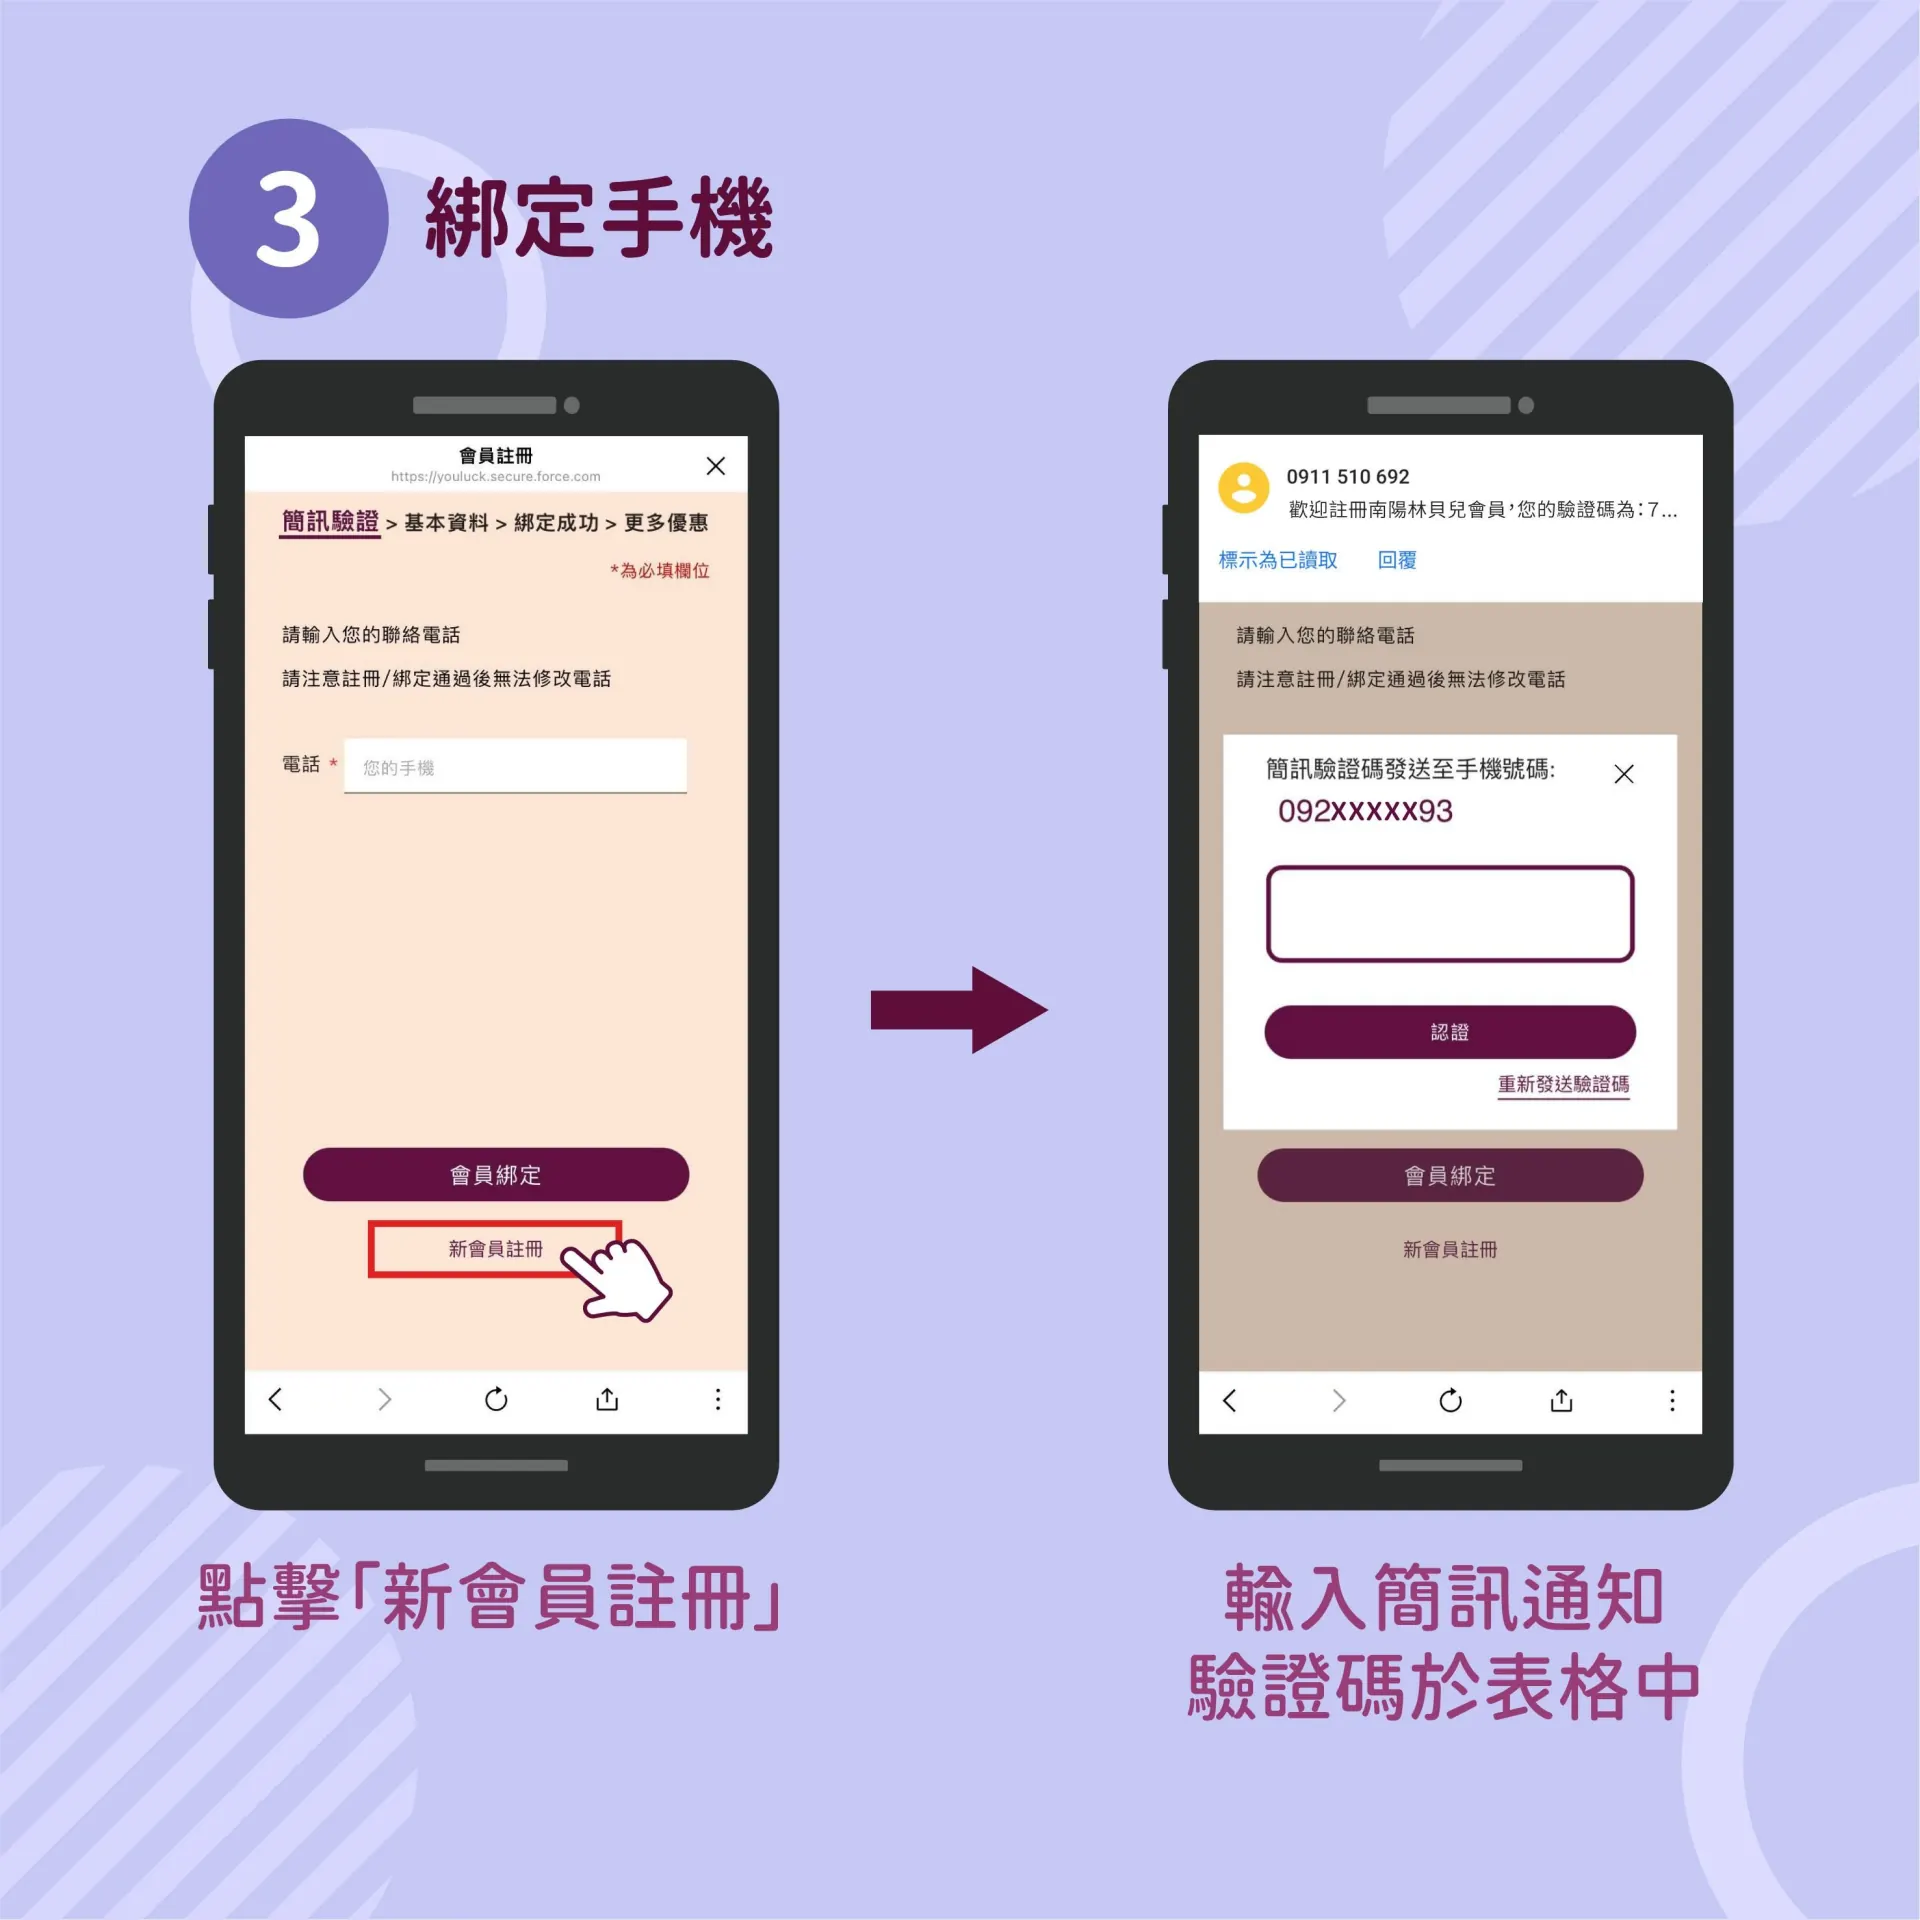 3 綁定手機
會員註冊
https://youluck.secure.force.com
簡訊驗證 > 基本資料 > 綁定成功 > 更多優惠
*為必填欄位
請輸入您的聯絡電話
請注意註冊/綁定通過後無法修改電話
電話 * 您的手機
會員綁定
新會員註冊
點擊「新會員註冊」
0911 510 692
歡迎註冊南陽林貝兒會員,您的驗證碼為:7...
標示為已讀取 回覆
請輸入您的聯絡電話
請注意註冊/綁定通過後無法修改電話
簡訊驗證碼發送至手機號碼:
092XXXXX93
認證
重新發送驗證碼
會員綁定
新會員註冊
輸入簡訊通知
驗證碼於表格中